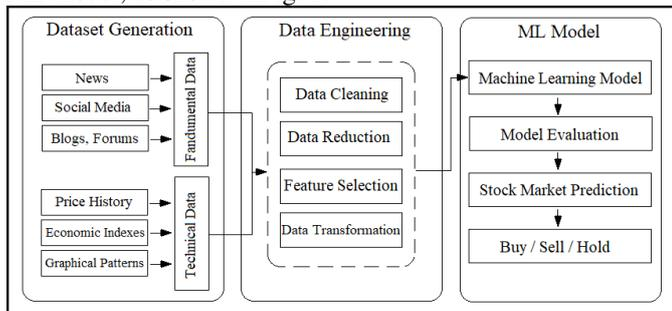 Dataset Generation
News
Social Media
Blogs, Forums
Fandumental Data
Price History
Economic Indexes
Graphical Patterns
Technical Data
Data Engineering
Data Cleaning
Data Reduction
Feature Selection
Data Transformation
ML Model
Machine Learning Model
Model Evaluation
Stock Market Prediction
Buy / Sell / Hold